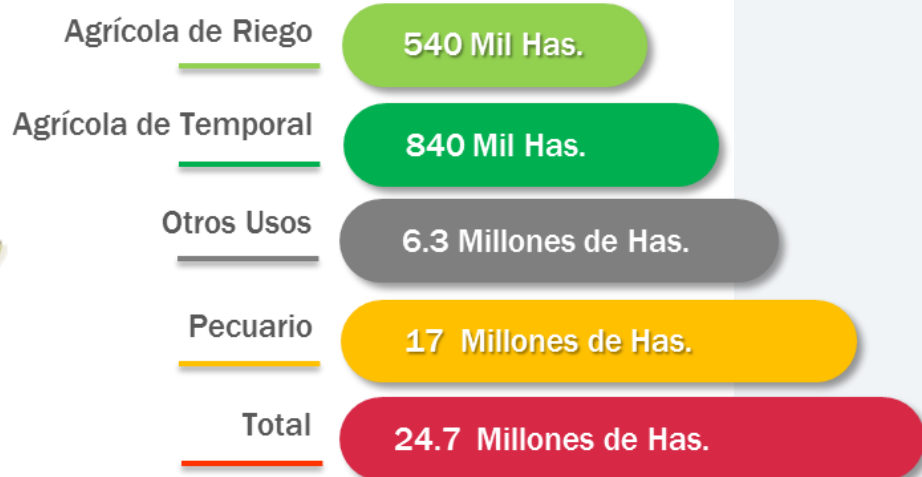 Agrícola de Riego
540 Mil Has.
Agrícola de Temporal
840 Mil Has.
Otros Usos
6.3 Millones de Has.
Pecuario
17 Millones de Has.
Total
24.7 Millones de Has.